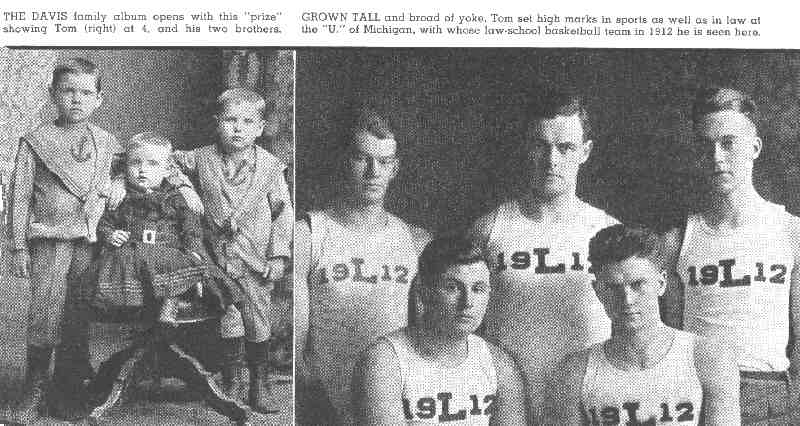 THE DAVIS family album opens with this "prize"
showing Tom (right) at 4, and his two brothers.
GROWN TALL and broad of yoke, Tom set high marks in sports as well as in law at
the "U." of Michigan, with whose law-school basketball team in 1912 he is seen here.
19L12
19L1
19L12
19L12
19L12